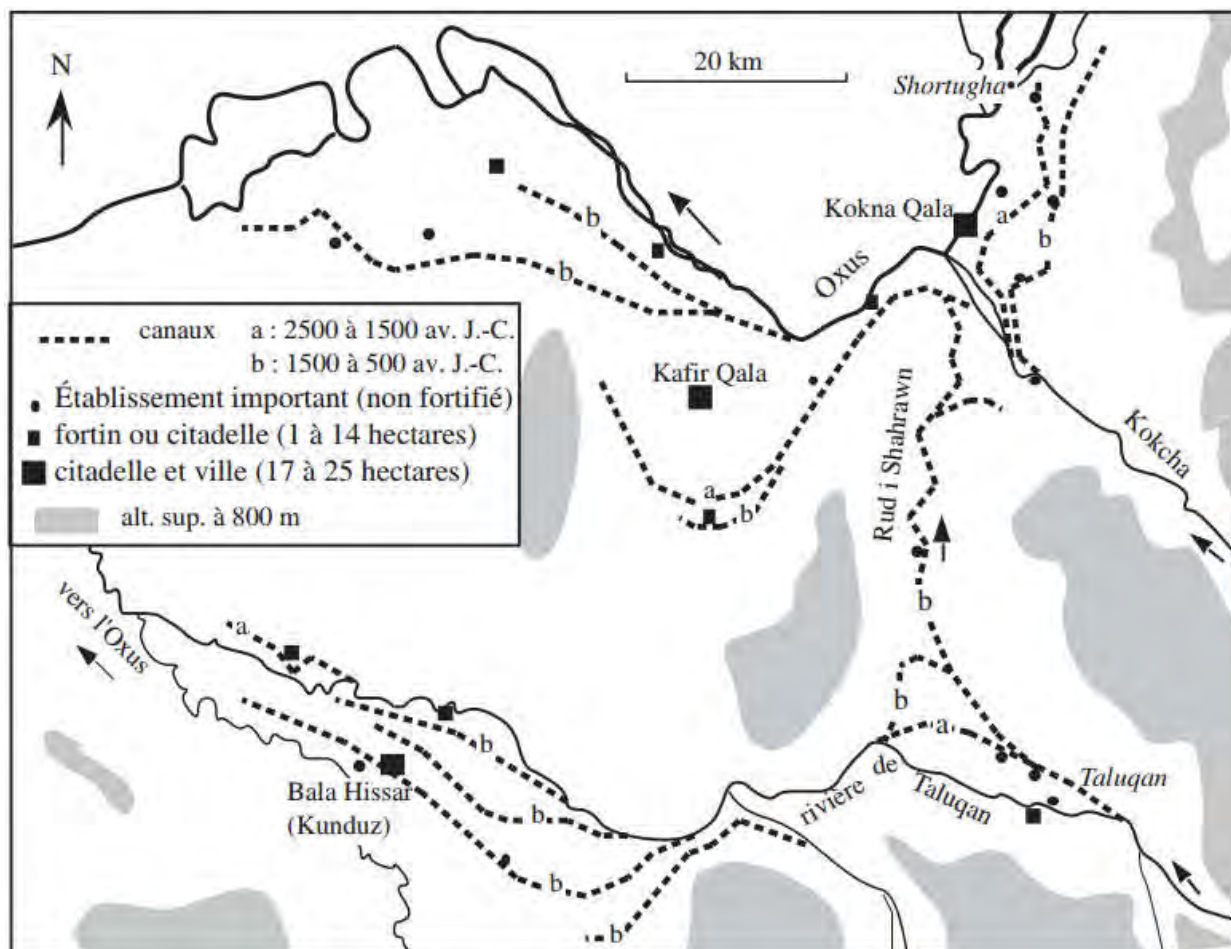 N
20 km
Shortugha
Kokna Qala
a
b
b
Oxus
b
canaux a : 2500 à 1500 av. J.-C.
b : 1500 à 500 av. J.-C.
Établissement important (non fortifié)
fortin ou citadelle (1 à 14 hectares)
citadelle et ville (17 à 25 hectares)
alt. sup. à 800 m
Kafir Qala
a
b
Rud i Shahrawn
Kokcha
b
vers l'Oxus
a
b
a
b
Bala Hissar
(Kunduz)
b
b
b
rivière de Taluqan
Taluqan